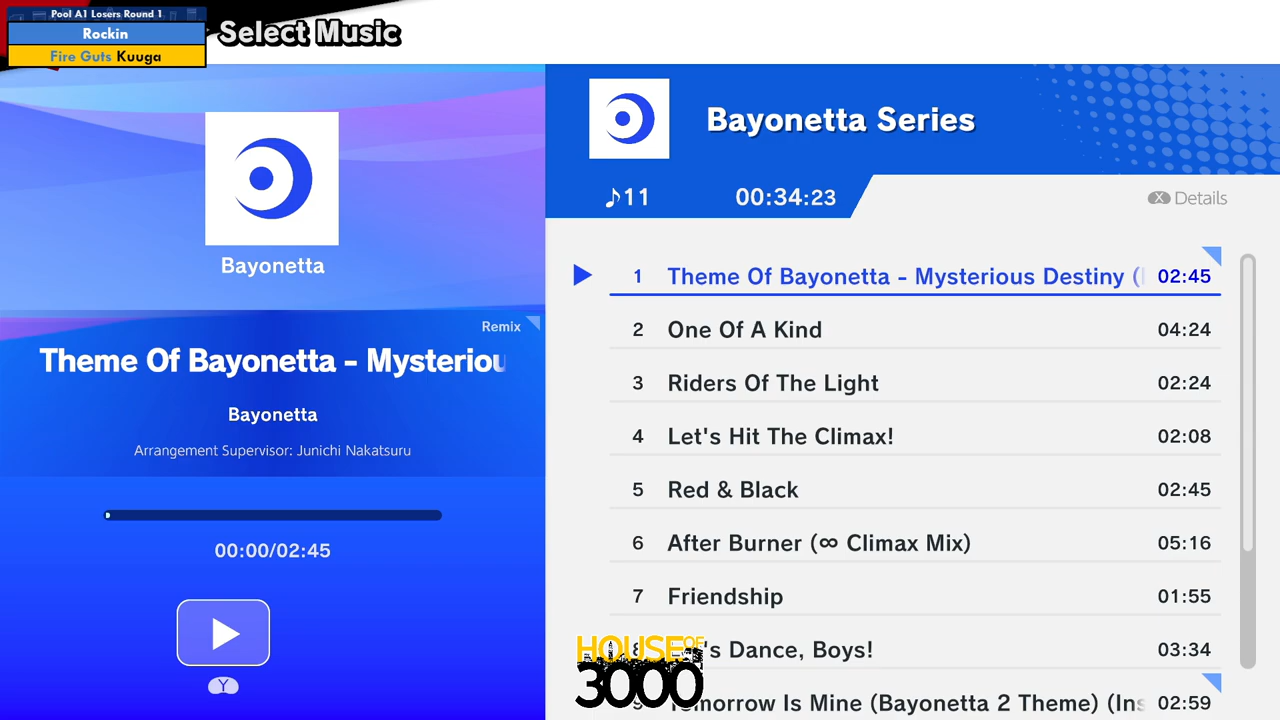 Pool A1 Losers Round 1
Rockin
Fire Guts Kuuga
Select Music
Bayonetta
Remix
Theme Of Bayonetta - Mysteriou
Bayonetta
Arrangement Supervisor: Junichi Nakatsuru
00:00/02:45
Y
Bayonetta Series
♪11 00:34:23
X Details
1 Theme Of Bayonetta - Mysterious Destiny ( 02:45
2 One Of A Kind 04:24
3 Riders Of The Light 02:24
4 Let's Hit The Climax! 02:08
5 Red & Black 02:45
6 After Burner (∞ Climax Mix) 05:16
7 Friendship 01:55
8 's Dance, Boys! 03:34
9 Tomorrow Is Mine (Bayonetta 2 Theme) (Ins 02:59
HOUSE OF
3000